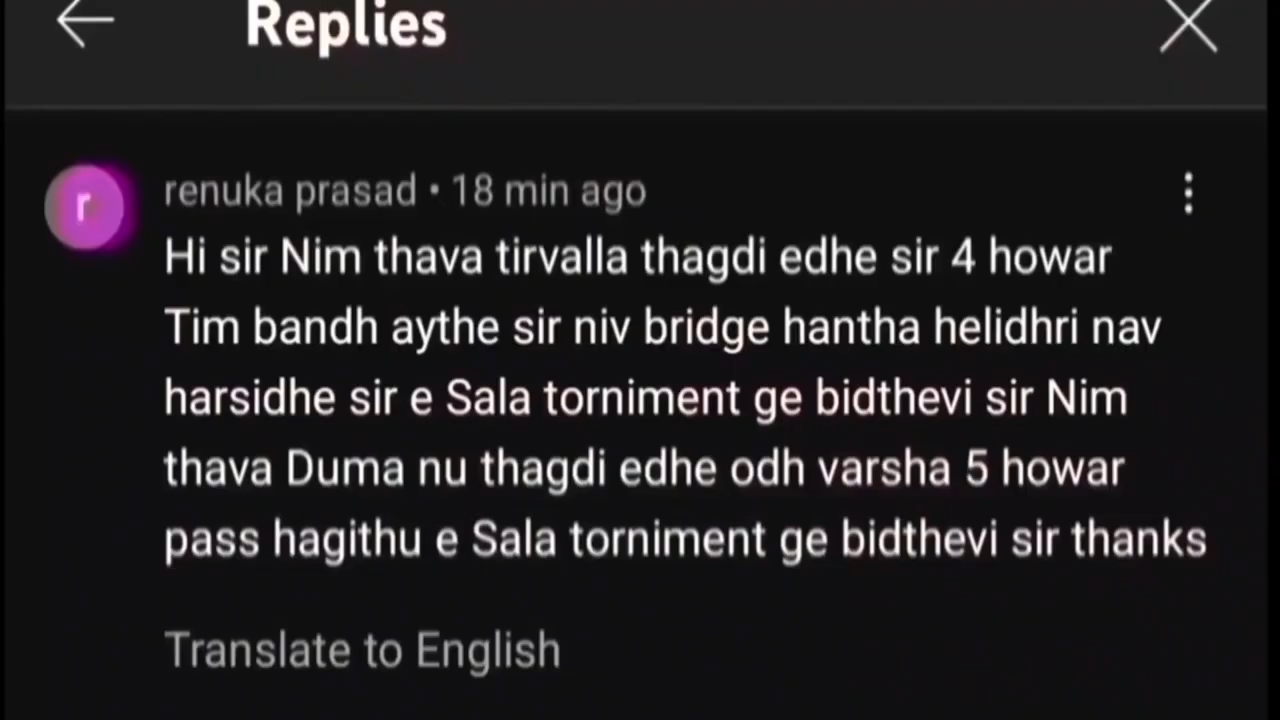 Replies
r
renuka prasad • 18 min ago
Hi sir Nim thava tirvalla thagdi edhe sir 4 howar
Tim bandh aythe sir niv bridge hantha helidhri nav
harsidhe sir e Sala torniment ge bidthevi sir Nim
thava Duma nu thagdi edhe odh varsha 5 howar
pass hagithu e Sala torniment ge bidthevi sir thanks
Translate to English